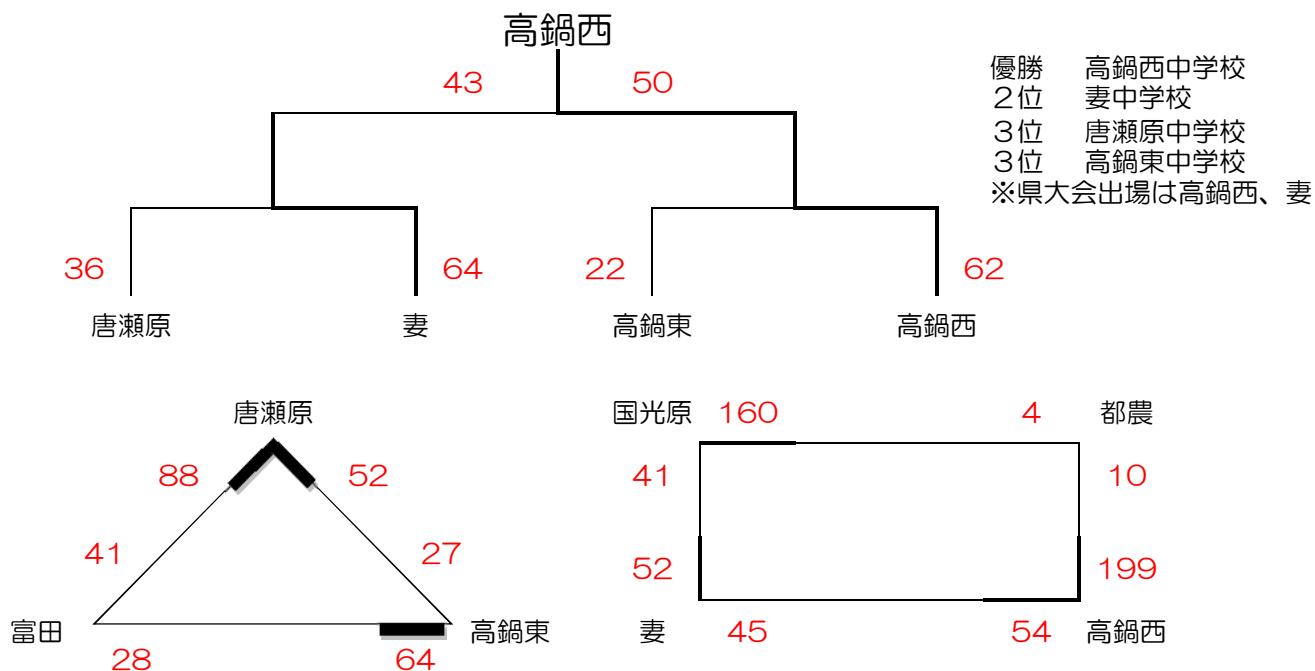 高鍋西
43 50
優勝 高鍋西中学校
２位 妻中学校
３位 唐瀬原中学校
３位 高鍋東中学校
※県大会出場は高鍋西、妻
36 64 22 62
唐瀬原 妻 高鍋東 高鍋西
唐瀬原
88 52
41 27
富田 高鍋東
28 64
国光原 160 4 都農
41 10
52 199
妻 45 54 高鍋西